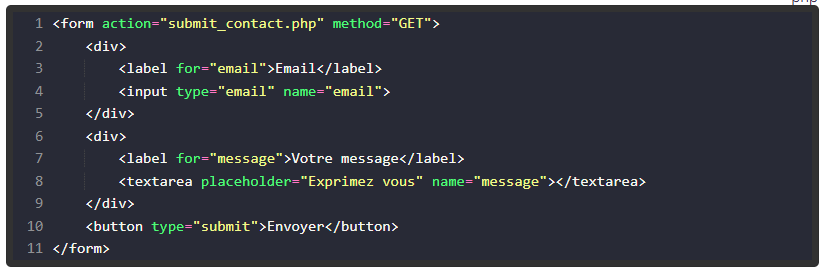 php
1 <form action="submit_contact.php" method="GET">
2     <div>
3         <label for="email">Email</label>
4         <input type="email" name="email">
5     </div>
6     <div>
7         <label for="message">Votre message</label>
8         <textarea placeholder="Exprimez vous" name="message"></textarea>
9     </div>
10     <button type="submit">Envoyer</button>
11 </form>